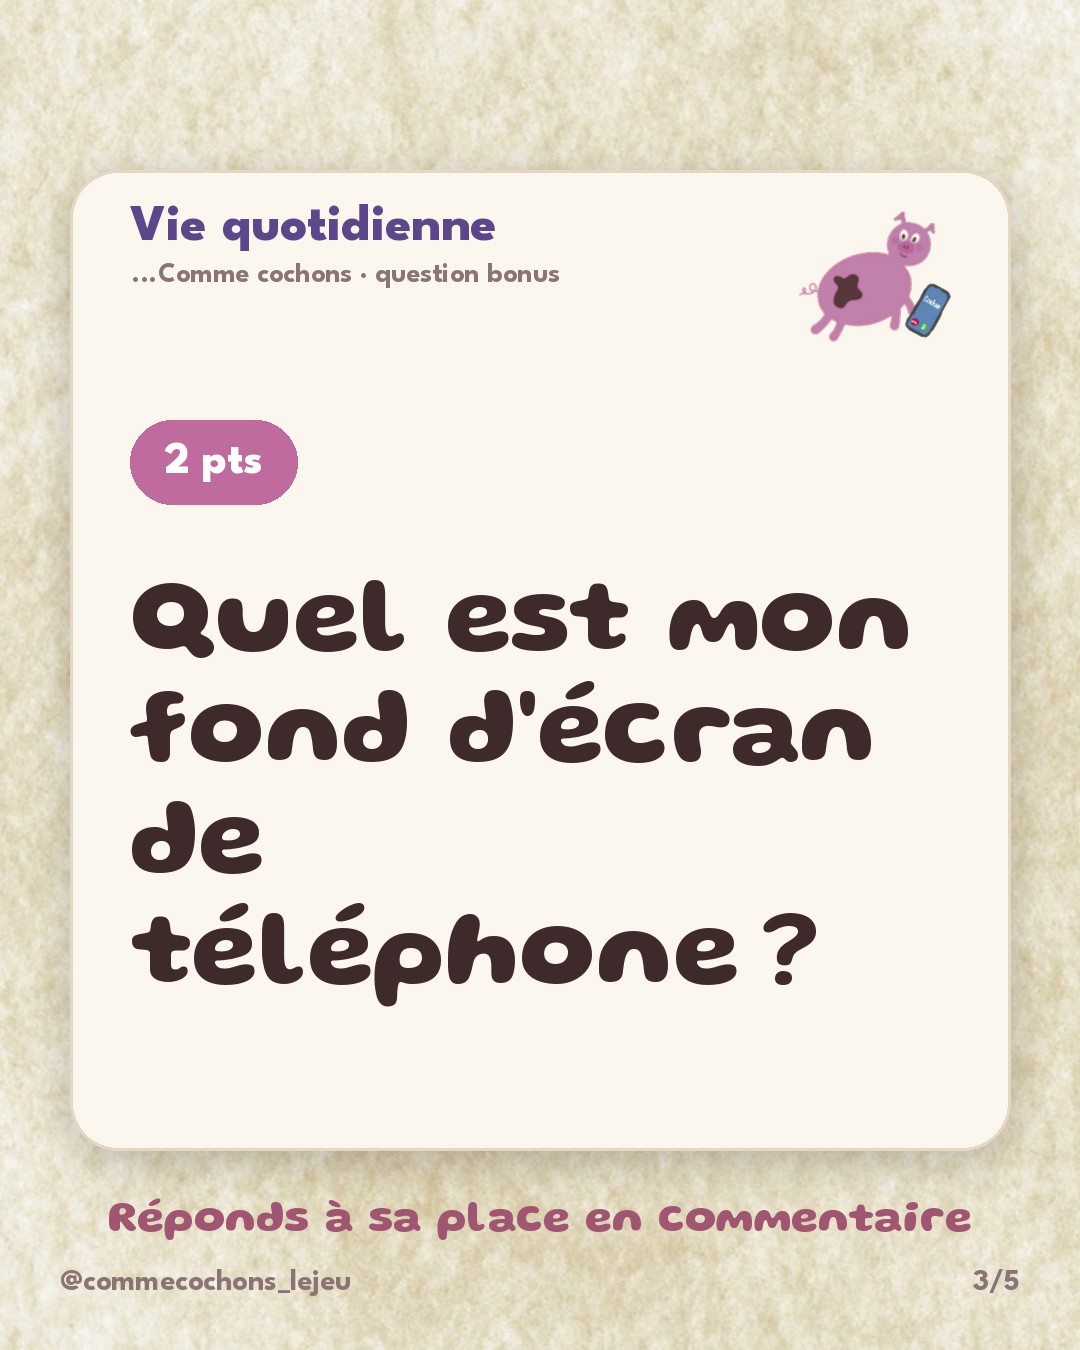 Vie quotidienne
...Comme cochons · question bonus
2 pts
Quel est mon
fond d'écran
de
téléphone ?
Réponds à sa place en commentaire
@commecochons_lejeu
3/5